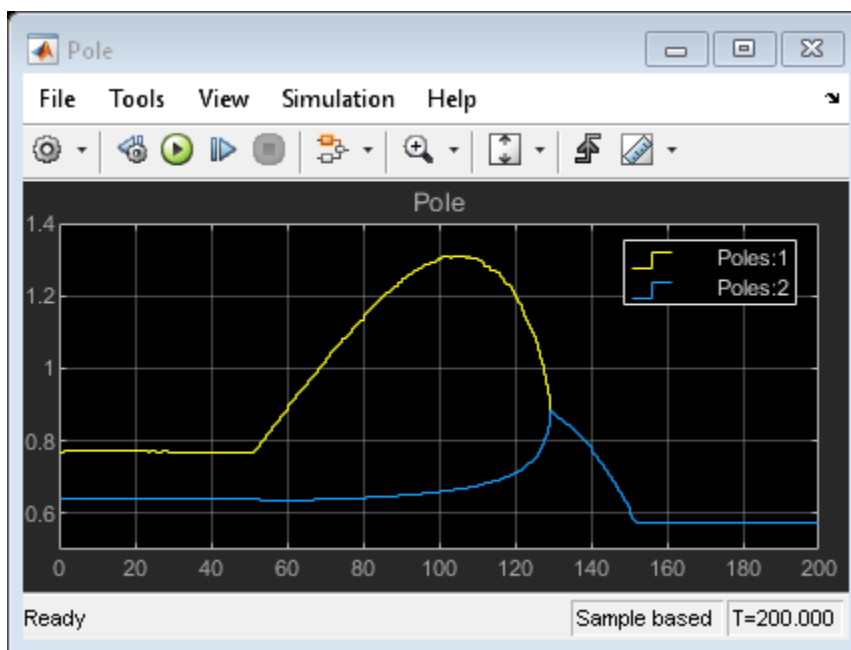 Pole
File Tools View Simulation Help
Pole
1.4
1.2
1
0.8
0.6
Poles:1
Poles:2
0 20 40 60 80 100 120 140 160 180 200
Ready Sample based T=200.000